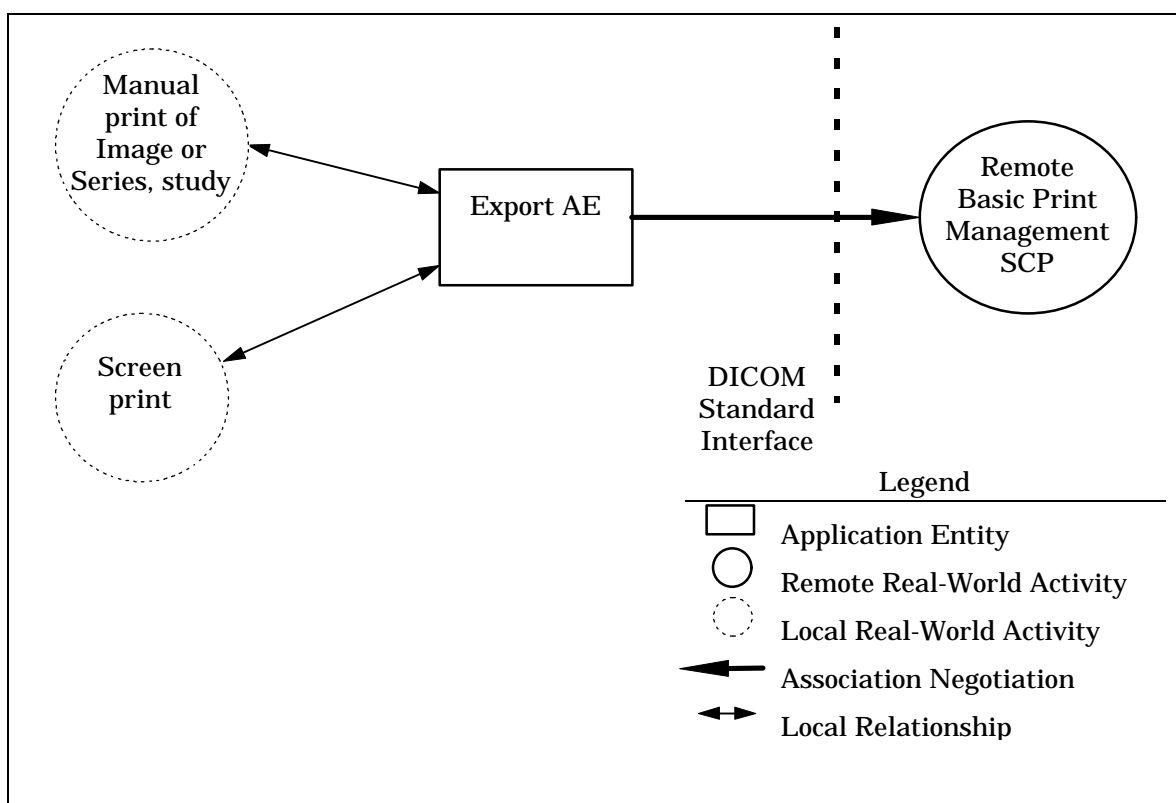 Manual
print of
Image or
Series, study
Export AE
Remote
Basic Print
Management
SCP
Screen
print
DICOM
Standard
Interface
Legend
Application Entity
Remote Real-World Activity
Local Real-World Activity
Association Negotiation
Local Relationship